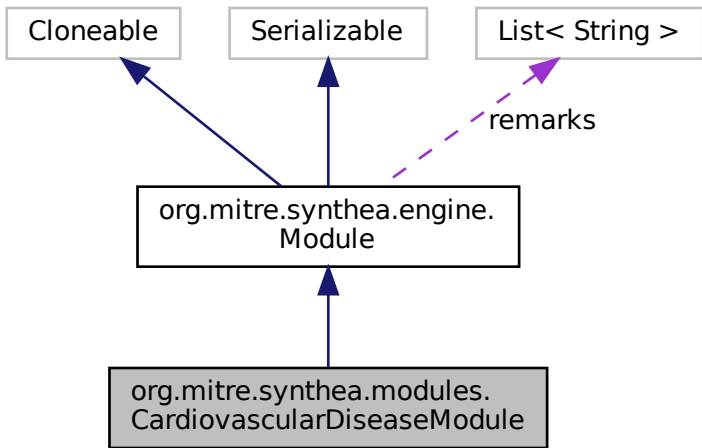 Cloneable
Serializable
List< String >
remarks
org.mitre.synthea.engine.
Module
org.mitre.synthea.modules.
CardiovascularDiseaseModule